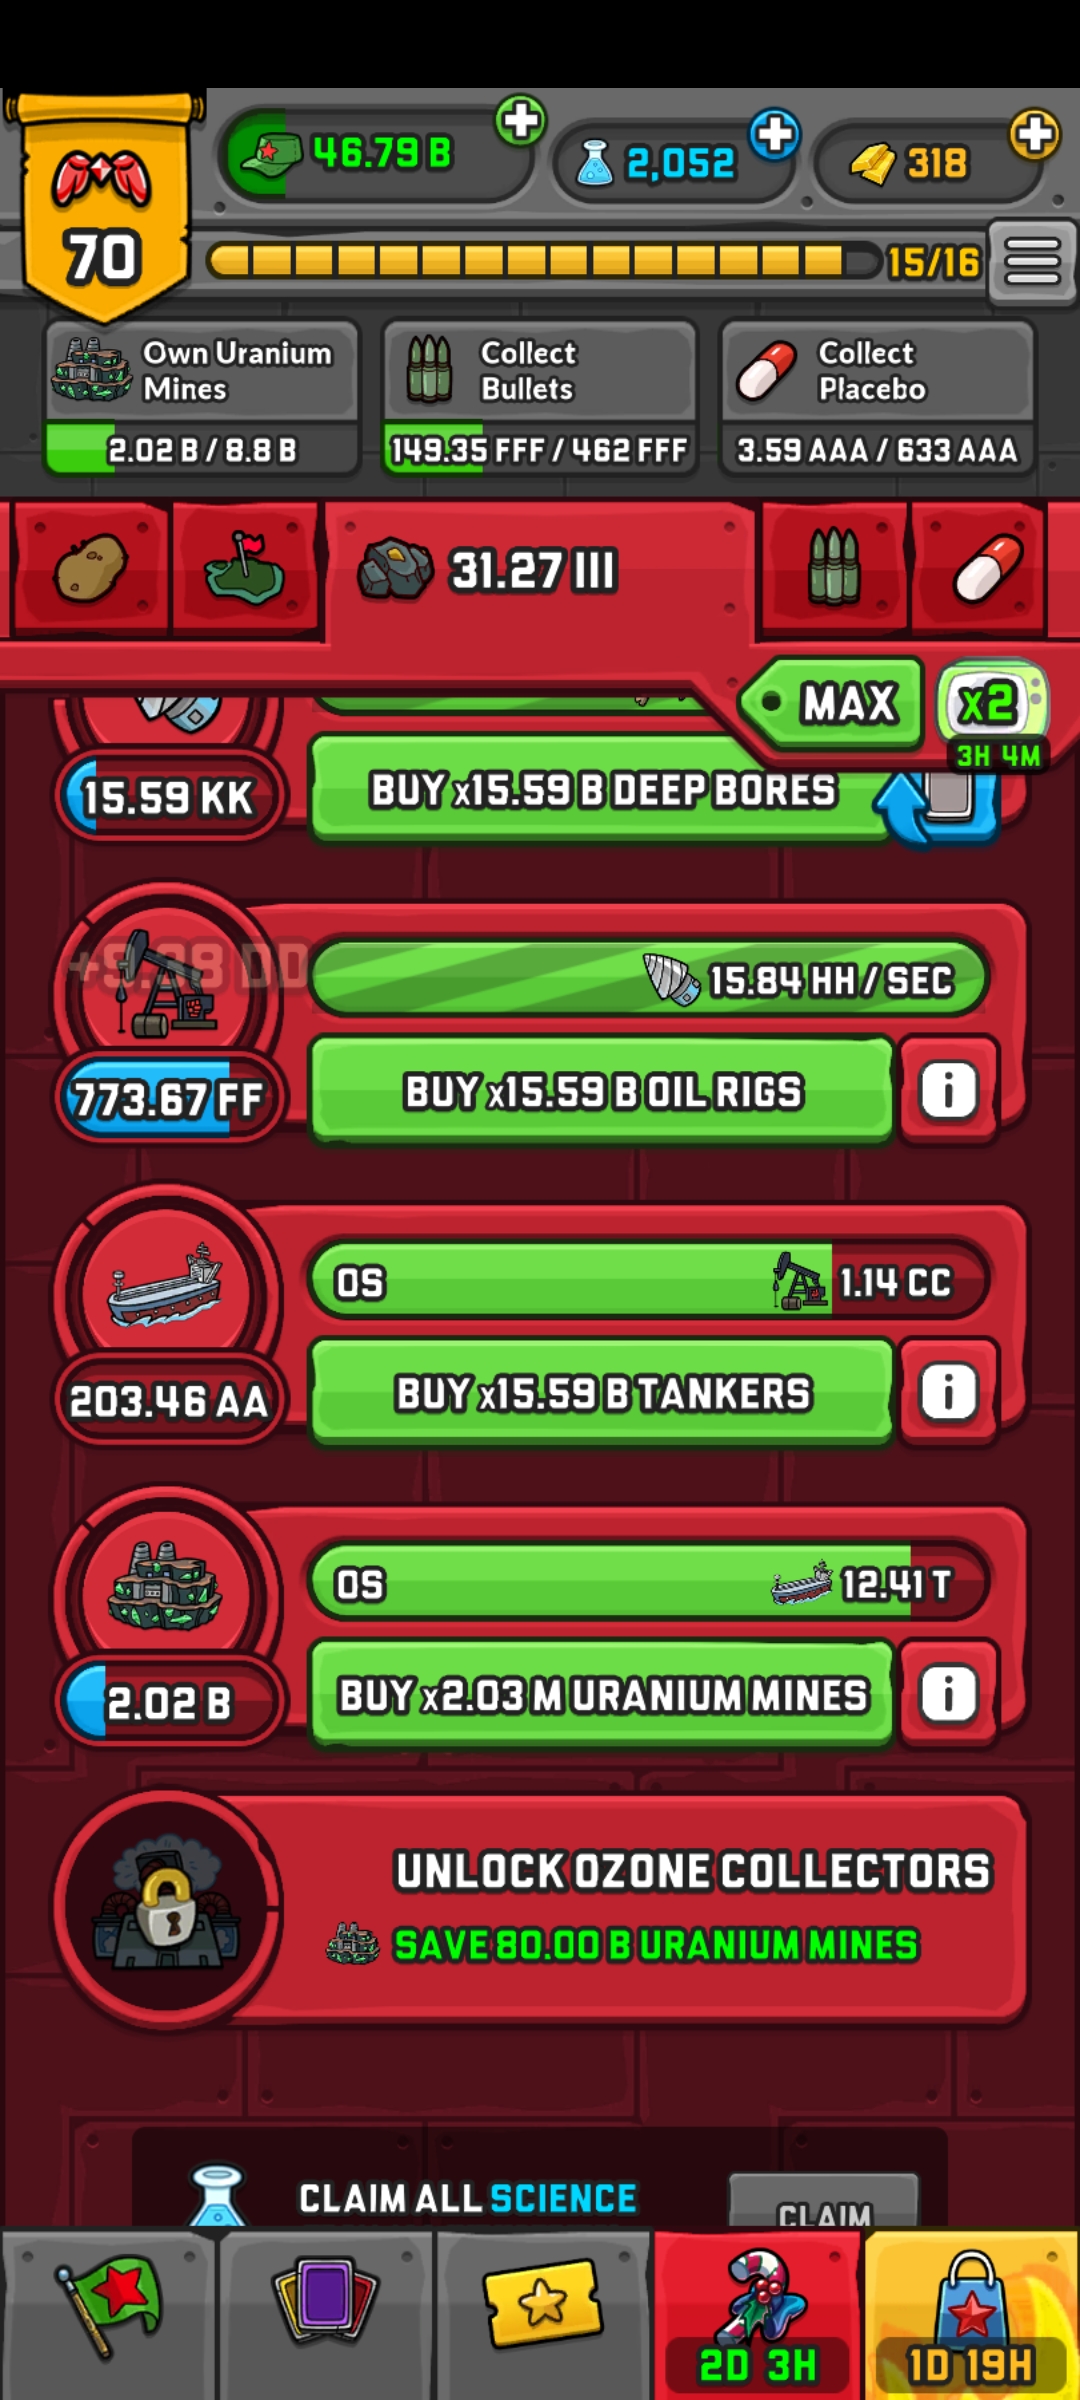 46.79 B
2,052
318
70
15/16
Own Uranium
Mines
2.02 B / 8.8 B
Collect
Bullets
149.35 FFF / 462 FFF
Collect
Placebo
3.59 AAA / 633 AAA
31.27 III
MAX
x2
3H 4M
15.59 KK
BUY x15.59 B DEEP BORES
+9.38 DD
15.84 HH / SEC
773.67 FF
BUY x15.59 B OIL RIGS
i
0S
1.14 CC
203.46 AA
BUY x15.59 B TANKERS
i
0S
12.41 T
2.02 B
BUY x2.03 M URANIUM MINES
i
UNLOCK OZONE COLLECTORS
SAVE 80.00 B URANIUM MINES
CLAIM ALL SCIENCE
CLAIM
2D 3H
1D 19H